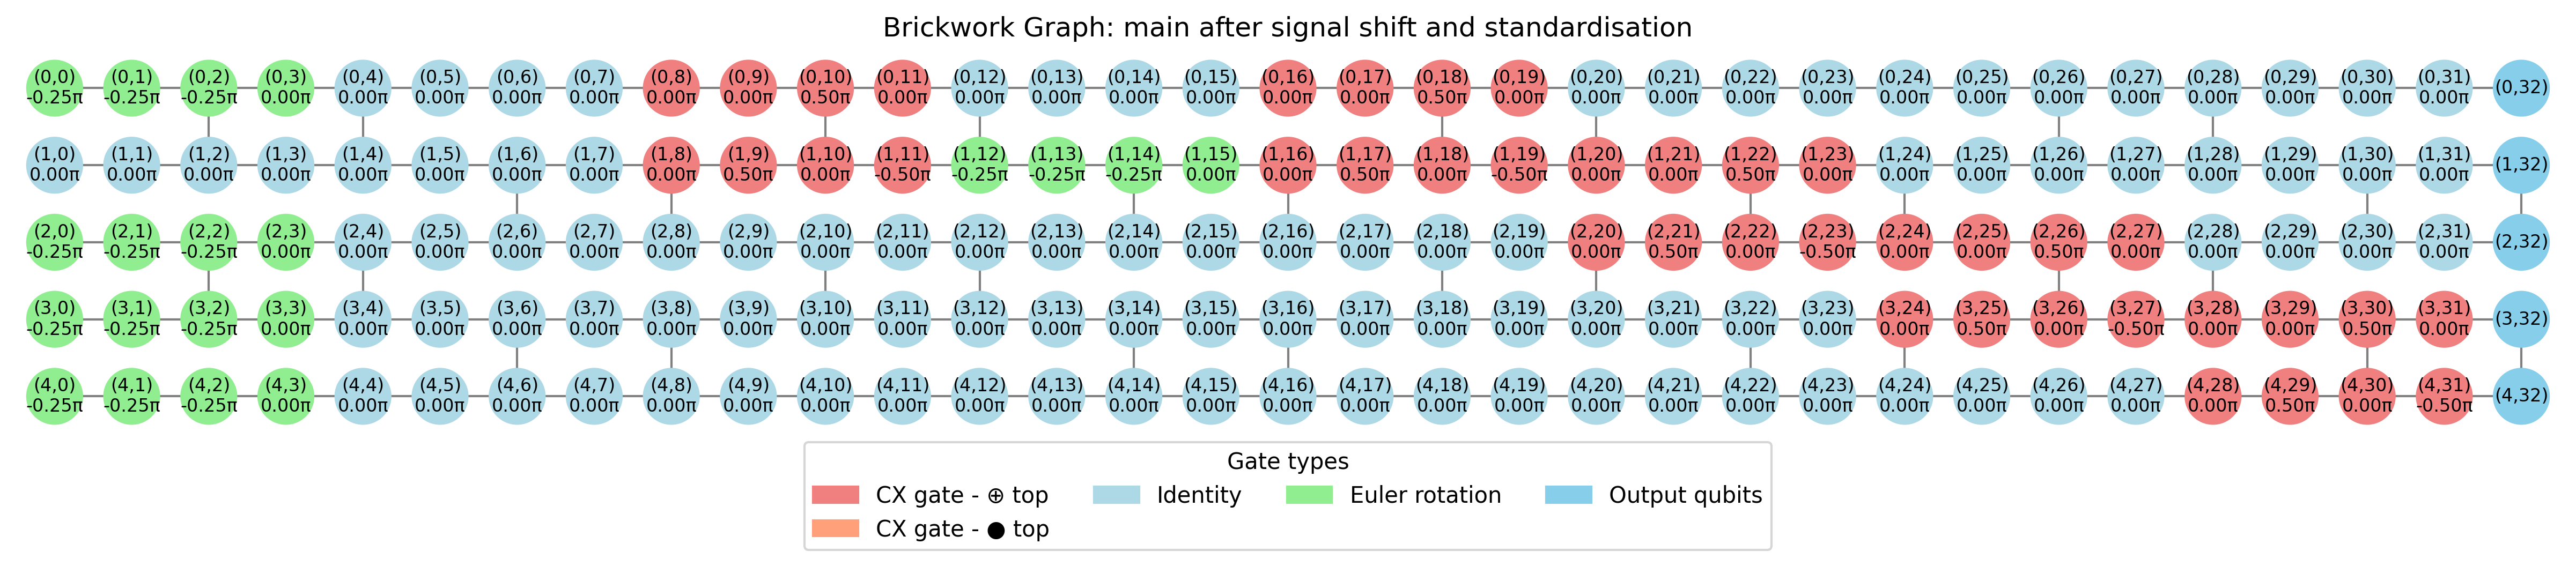 Brickwork Graph: main after signal shift and standardisation
(0,0) (0,1) (0,2) (0,3) (0,4) (0,5) (0,6) (0,7) (0,8) (0,9) (0,10) (0,11) (0,12) (0,13) (0,14) (0,15) (0,16) (0,17) (0,18) (0,19) (0,20) (0,21) (0,22) (0,23) (0,24) (0,25) (0,26) (0,27) (0,28) (0,29) (0,30) (0,31) (0,32)
-0.25π -0.25π -0.25π 0.00π 0.00π 0.00π 0.00π 0.00π 0.00π 0.00π 0.50π 0.00π 0.00π 0.00π 0.00π 0.00π 0.00π 0.00π 0.50π 0.00π 0.00π 0.00π 0.00π 0.00π 0.00π 0.00π 0.00π 0.00π 0.00π 0.00π 0.00π 0.00π
(1,0) (1,1) (1,2) (1,3) (1,4) (1,5) (1,6) (1,7) (1,8) (1,9) (1,10) (1,11) (1,12) (1,13) (1,14) (1,15) (1,16) (1,17) (1,18) (1,19) (1,20) (1,21) (1,22) (1,23) (1,24) (1,25) (1,26) (1,27) (1,28) (1,29) (1,30) (1,31) (1,32)
0.00π 0.00π 0.00π 0.00π 0.00π 0.00π 0.00π 0.00π 0.00π 0.50π 0.00π -0.50π -0.25π -0.25π -0.25π 0.00π 0.00π 0.50π 0.00π -0.50π 0.00π 0.00π 0.50π 0.00π 0.00π 0.00π 0.00π 0.00π 0.00π 0.00π 0.00π 0.00π
(2,0) (2,1) (2,2) (2,3) (2,4) (2,5) (2,6) (2,7) (2,8) (2,9) (2,10) (2,11) (2,12) (2,13) (2,14) (2,15) (2,16) (2,17) (2,18) (2,19) (2,20) (2,21) (2,22) (2,23) (2,24) (2,25) (2,26) (2,27) (2,28) (2,29) (2,30) (2,31) (2,32)
-0.25π -0.25π -0.25π 0.00π 0.00π 0.00π 0.00π 0.00π 0.00π 0.00π 0.00π 0.00π 0.00π 0.00π 0.00π 0.00π 0.00π 0.00π 0.00π 0.00π 0.00π 0.50π 0.00π -0.50π 0.00π 0.00π 0.50π 0.00π 0.00π 0.00π 0.00π 0.00π
(3,0) (3,1) (3,2) (3,3) (3,4) (3,5) (3,6) (3,7) (3,8) (3,9) (3,10) (3,11) (3,12) (3,13) (3,14) (3,15) (3,16) (3,17) (3,18) (3,19) (3,20) (3,21) (3,22) (3,23) (3,24) (3,25) (3,26) (3,27) (3,28) (3,29) (3,30) (3,31) (3,32)
-0.25π -0.25π -0.25π 0.00π 0.00π 0.00π 0.00π 0.00π 0.00π 0.00π 0.00π 0.00π 0.00π 0.00π 0.00π 0.00π 0.00π 0.00π 0.00π 0.00π 0.00π 0.00π 0.00π 0.00π 0.00π 0.50π 0.00π -0.50π 0.00π 0.00π 0.50π 0.00π
(4,0) (4,1) (4,2) (4,3) (4,4) (4,5) (4,6) (4,7) (4,8) (4,9) (4,10) (4,11) (4,12) (4,13) (4,14) (4,15) (4,16) (4,17) (4,18) (4,19) (4,20) (4,21) (4,22) (4,23) (4,24) (4,25) (4,26) (4,27) (4,28) (4,29) (4,30) (4,31) (4,32)
-0.25π -0.25π -0.25π 0.00π 0.00π 0.00π 0.00π 0.00π 0.00π 0.00π 0.00π 0.00π 0.00π 0.00π 0.00π 0.00π 0.00π 0.00π 0.00π 0.00π 0.00π 0.00π 0.00π 0.00π 0.00π 0.00π 0.00π 0.00π 0.00π 0.50π 0.00π -0.50π
Gate types
CX gate - ⊕ top Identity Euler rotation Output qubits
CX gate - ● top